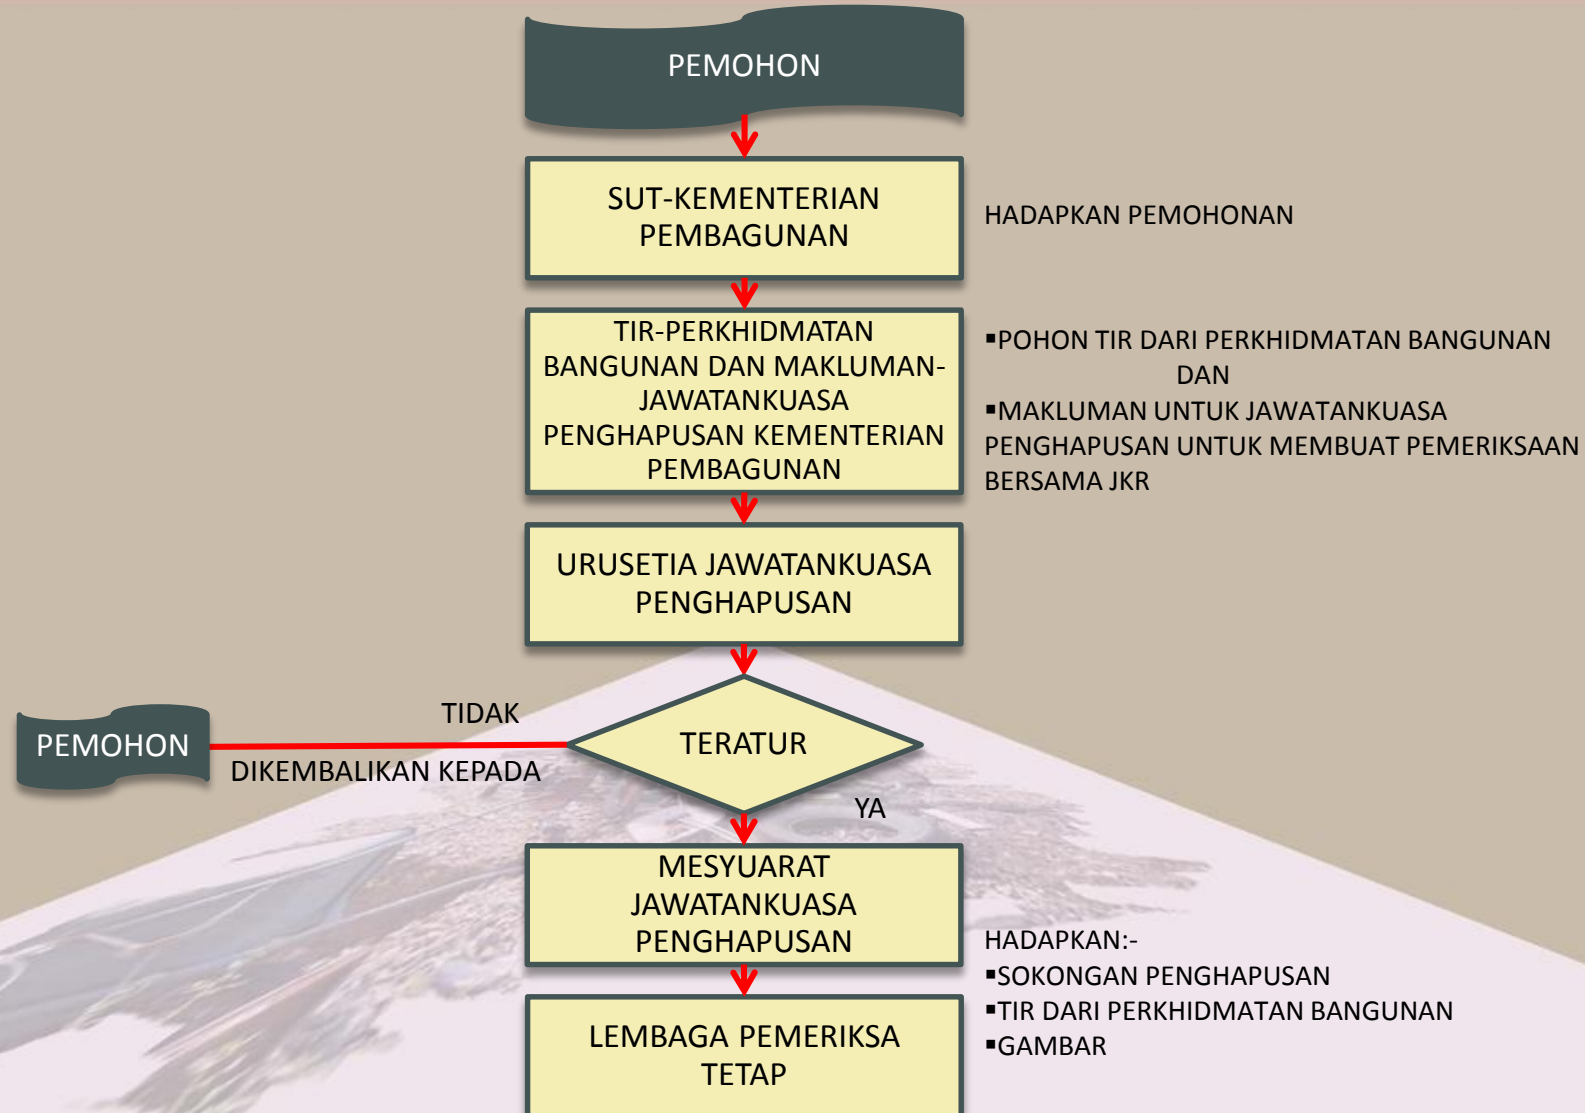 PEMOHON
SUT-KEMENTERIAN
PEMBAGUNAN
HADAPKAN PEMOHONAN
TIR-PERKHIDMATAN
BANGUNAN DAN MAKLUMAN-
JAWATANKUASA
PENGHAPUSAN KEMENTERIAN
PEMBAGUNAN
▪POHON TIR DARI PERKHIDMATAN BANGUNAN
DAN
▪MAKLUMAN UNTUK JAWATANKUASA
PENGHAPUSAN UNTUK MEMBUAT PEMERIKSAAN
BERSAMA JKR
URUSETIA JAWATANKUASA
PENGHAPUSAN
TERATUR
TIDAK
DIKEMBALIKAN KEPADA
PEMOHON
YA
MESYUARAT
JAWATANKUASA
PENGHAPUSAN
LEMBAGA PEMERIKSA
TETAP
HADAPKAN:-
▪SOKONGAN PENGHAPUSAN
▪TIR DARI PERKHIDMATAN BANGUNAN
▪GAMBAR